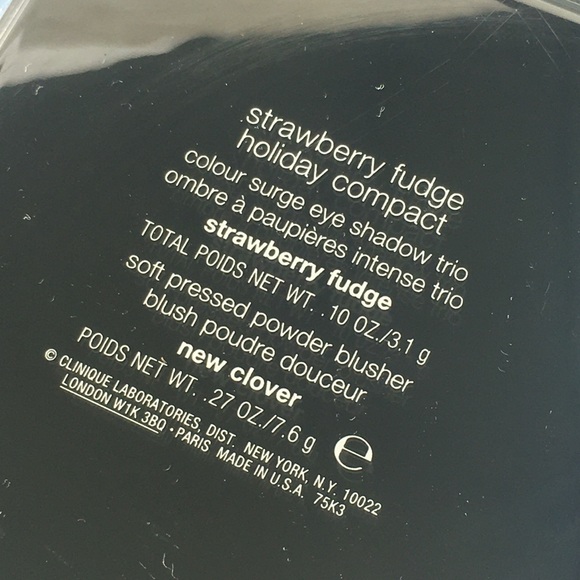 strawberry fudge
holiday compact
colour surge eye shadow trio
ombre à paupières intense trio
strawberry fudge
TOTAL POIDS NET WT. .10 OZ./3.1 g
soft pressed powder blusher
blush poudre douceur
new clover
POIDS NET WT. .27 OZ./7.6 g ℮
© CLINIQUE LABORATORIES, DIST. NEW YORK, N.Y. 10022
LONDON W1K 3BQ • PARIS MADE IN U.S.A. 75K3